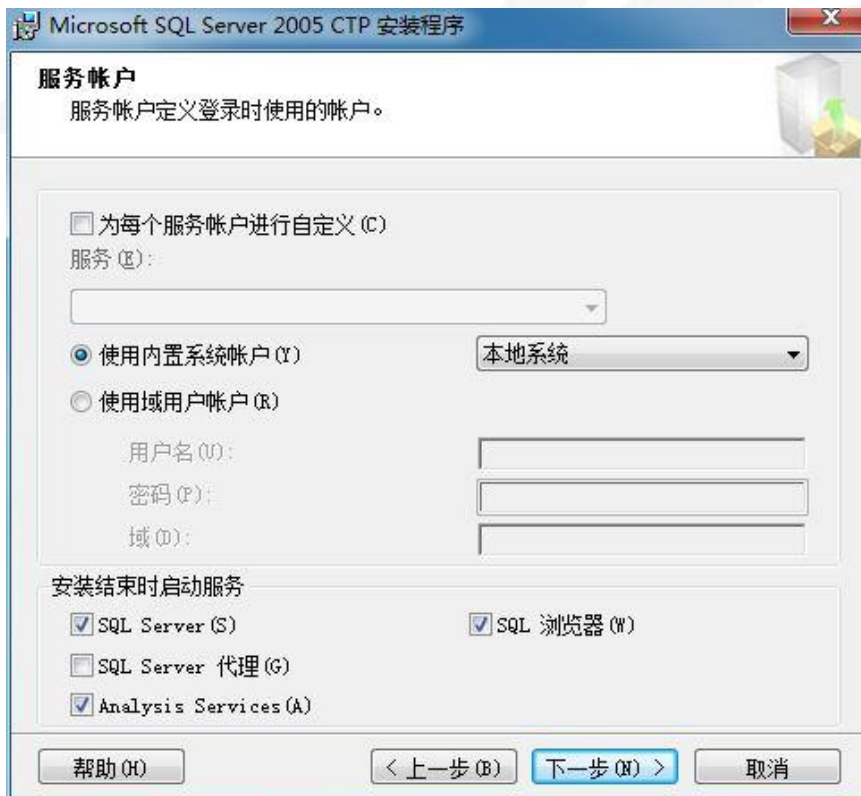 Microsoft SQL Server 2005 CTP 安装程序
服务帐户
服务帐户定义登录时使用的帐户。
为每个服务帐户进行自定义(C)
服务(E):
使用内置系统帐户(Y) 本地系统
使用域用户帐户(R)
用户名(U):
密码(P):
域(D):
安装结束时启动服务
SQL Server(S) SQL 浏览器(W)
SQL Server 代理(G)
Analysis Services(A)
帮助(H) < 上一步(B) 下一步(N) > 取消